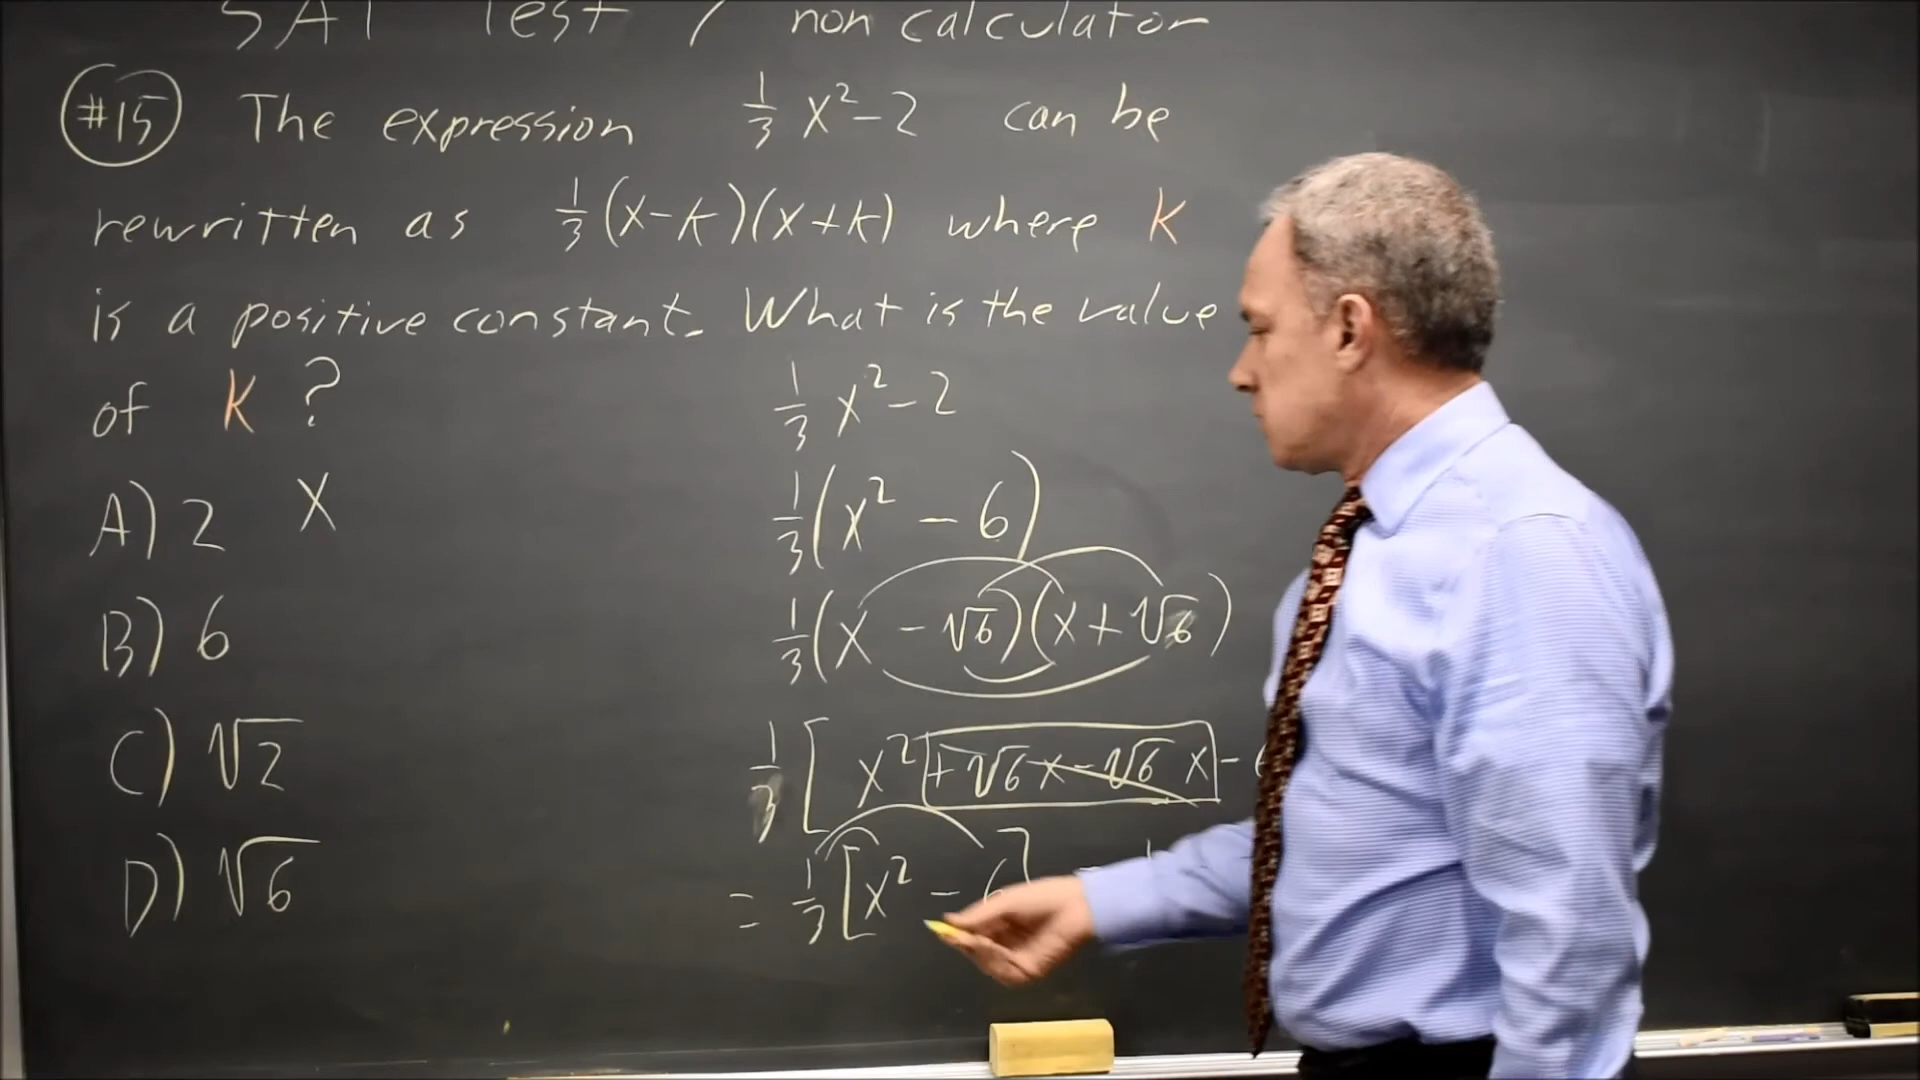 SAT Test 7 non calculator
#15 The expression 1/3 x² - 2 can be
rewritten as 1/3 (x-k)(x+k) where k
is a positive constant. What is the value
of k ?
A) 2 X
B) 6
C) √2
D) √6
1/3 x² - 2
1/3 (x² - 6)
1/3 (x - √6)(x + √6)
1/3 [ x² + √6 x - √6 x -
= 1/3 [x² - 6] =